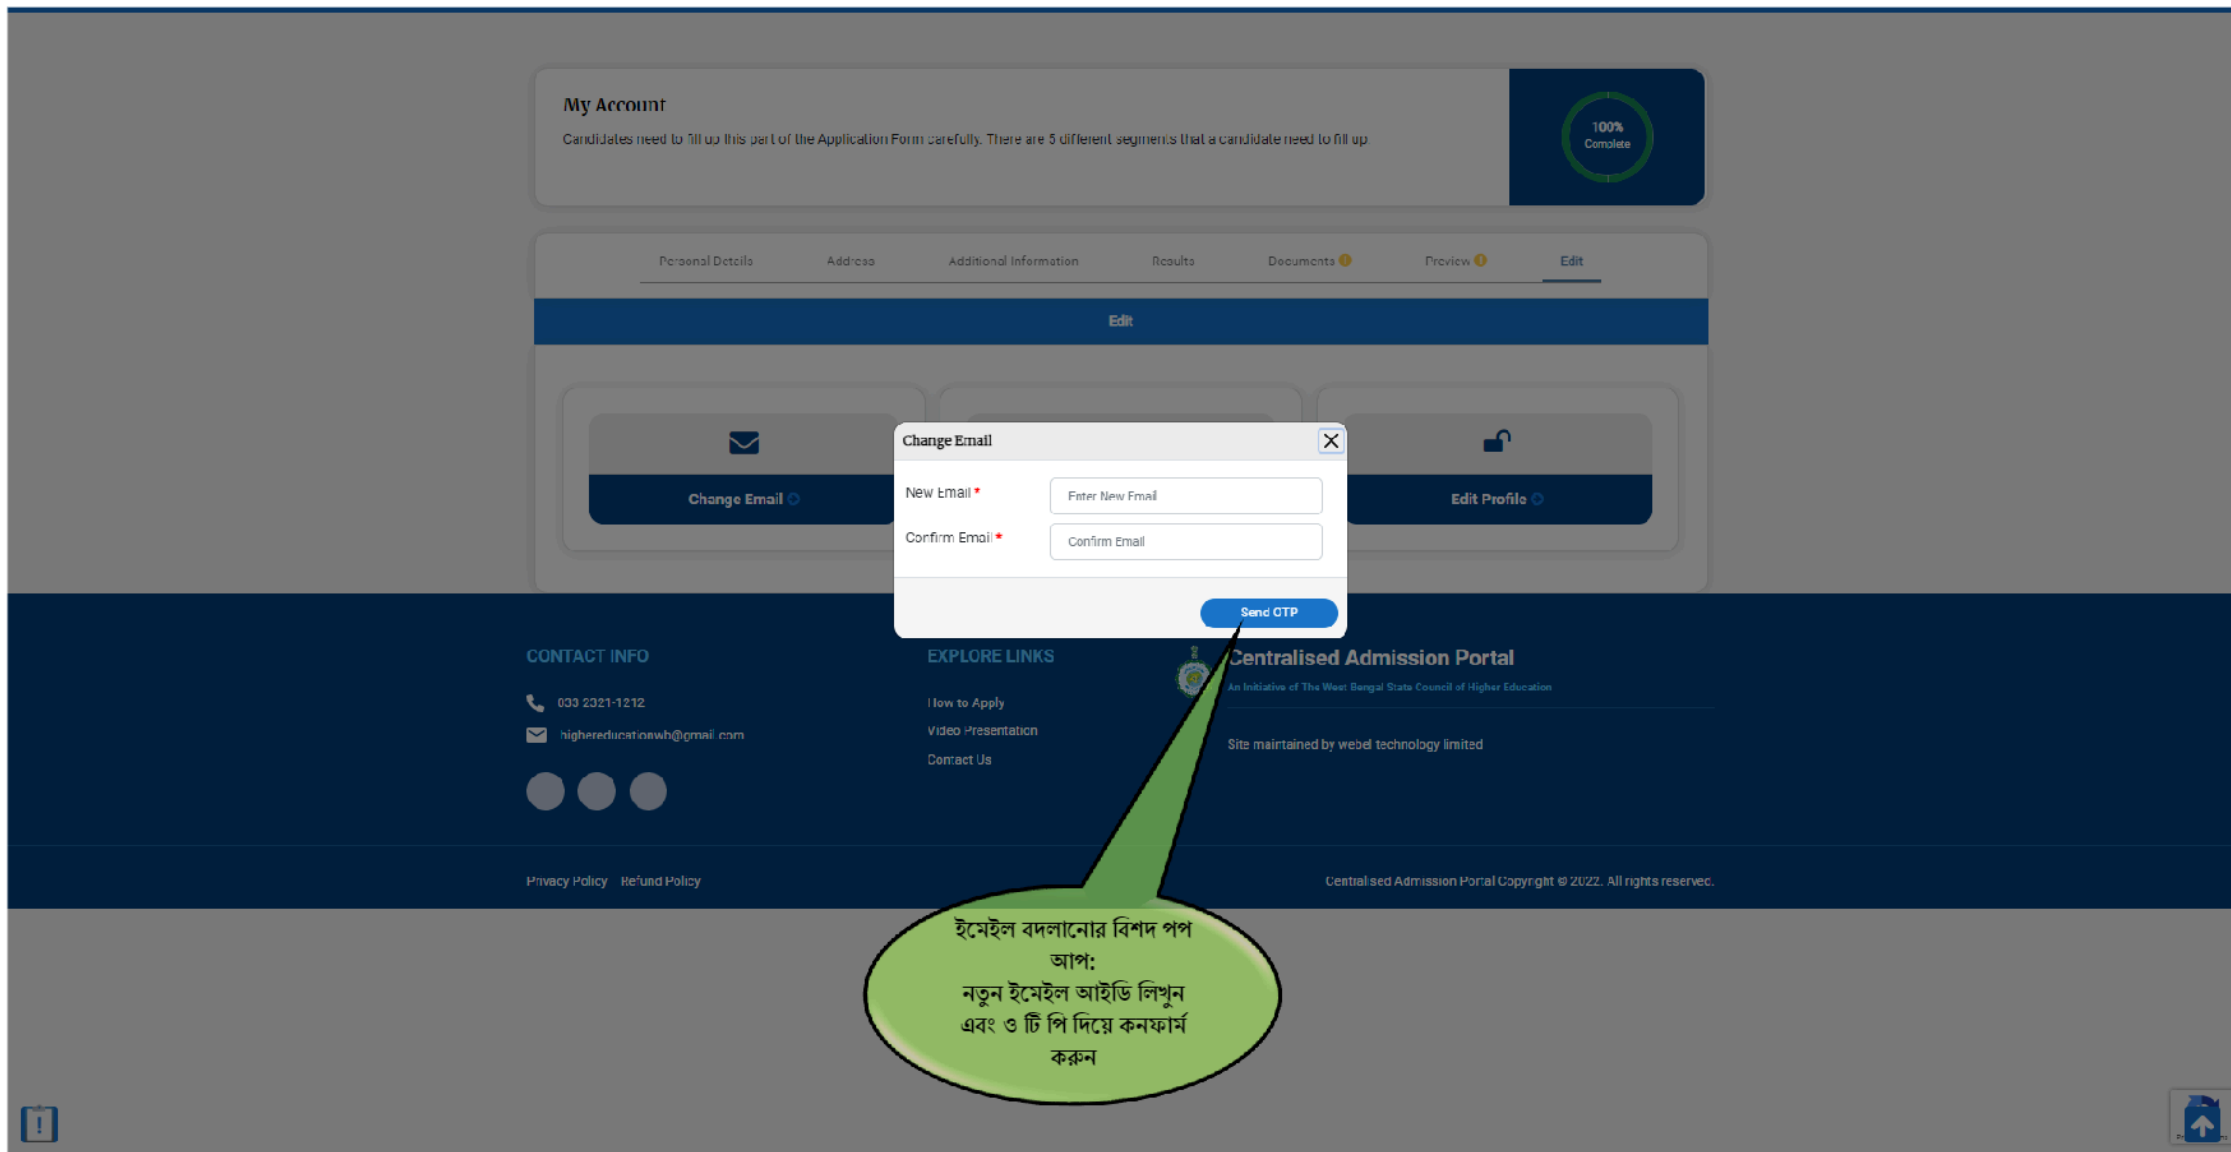 My Account
Candidates need to fill up this part of the Application Form carefully. There are 5 different segments that a candidate need to fill up.
100%
Complete
Personal Details Address Additional Information Results Documents Preview Edit
Edit
Change Email
Edit Profile
Change Email
New Email *
Enter New Email
Confirm Email *
Confirm Email
Send OTP
CONTACT INFO
033 2321-1212
highereducationwb@gmail.com
EXPLORE LINKS
How to Apply
Video Presentation
Contact Us
Centralised Admission Portal
An Initiative of The West Bengal State Council of Higher Education
Site maintained by webel technology limited
Privacy Policy Refund Policy
Centralised Admission Portal Copyright © 2022. All rights reserved.
ইমেইল বদলানোর বিশদ পপ
আপ:
নতুন ইমেইল আইডি লিখুন
এবং ও টি পি দিয়ে কনফার্ম
করুন